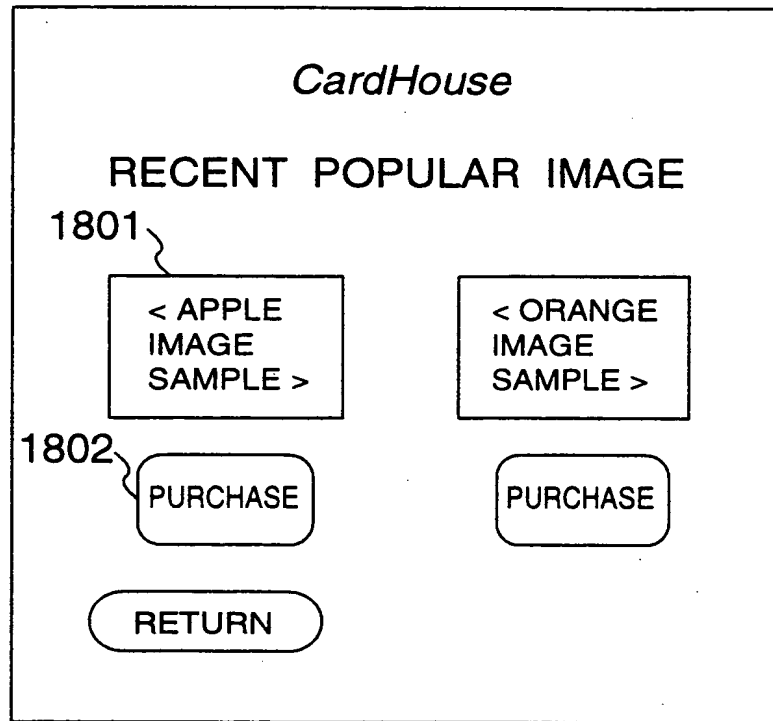 CardHouse
RECENT POPULAR IMAGE
1801
< APPLE
IMAGE
SAMPLE >
< ORANGE
IMAGE
SAMPLE >
1802
PURCHASE
PURCHASE
RETURN